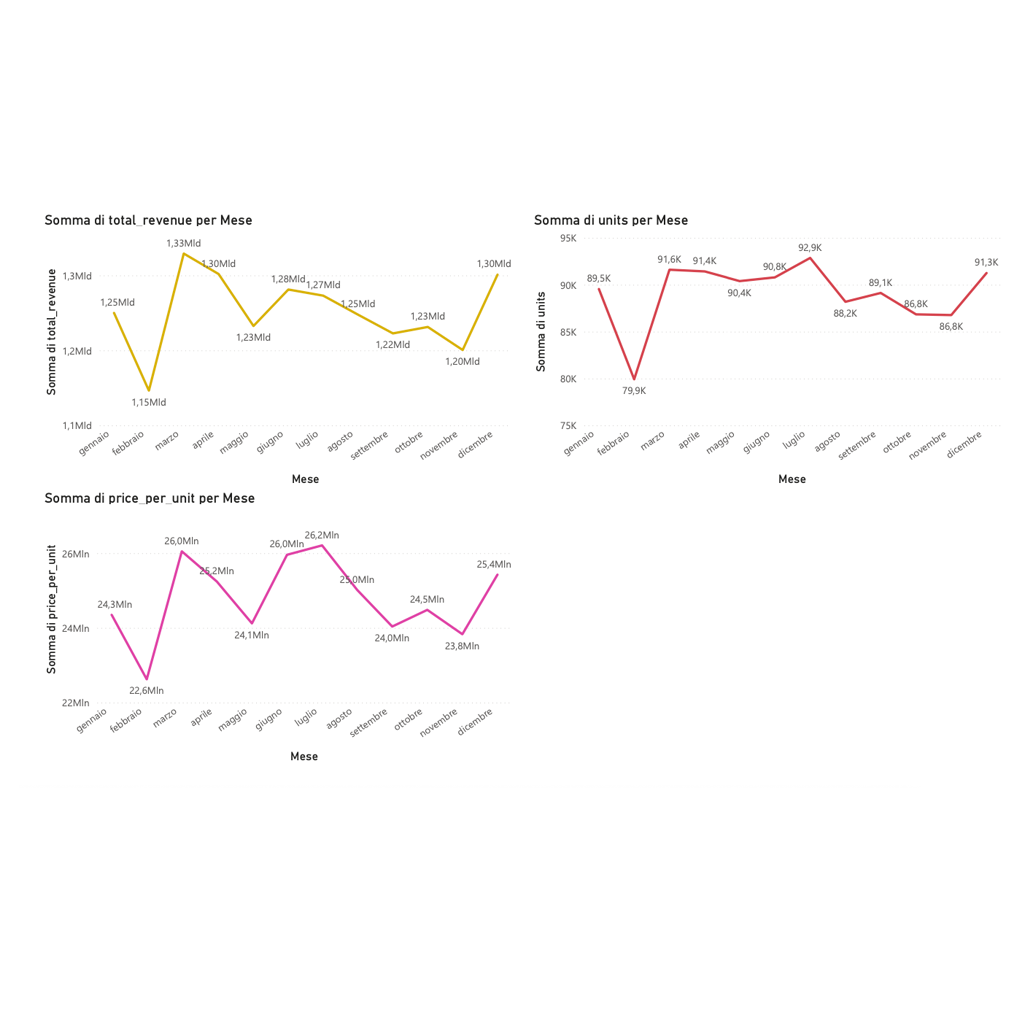 Somma di total_revenue per Mese
Somma di total_revenue
1,3Mld
1,2Mld
1,1Mld
1,25Mld
1,15Mld
1,33Mld
1,30Mld
1,23Mld
1,28Mld
1,27Mld
1,25Mld
1,22Mld
1,23Mld
1,20Mld
1,30Mld
gennaio
febbraio
marzo
aprile
maggio
giugno
luglio
agosto
settembre
ottobre
novembre
dicembre
Mese
Somma di units per Mese
Somma di units
95K
90K
85K
80K
75K
89,5K
79,9K
91,6K
91,4K
90,4K
90,8K
92,9K
88,2K
89,1K
86,8K
86,8K
91,3K
gennaio
febbraio
marzo
aprile
maggio
giugno
luglio
agosto
settembre
ottobre
novembre
dicembre
Mese
Somma di price_per_unit per Mese
Somma di price_per_unit
26Mln
24Mln
22Mln
24,3Mln
22,6Mln
26,0Mln
25,2Mln
24,1Mln
26,0Mln
26,2Mln
25,0Mln
24,0Mln
24,5Mln
23,8Mln
25,4Mln
gennaio
febbraio
marzo
aprile
maggio
giugno
luglio
agosto
settembre
ottobre
novembre
dicembre
Mese